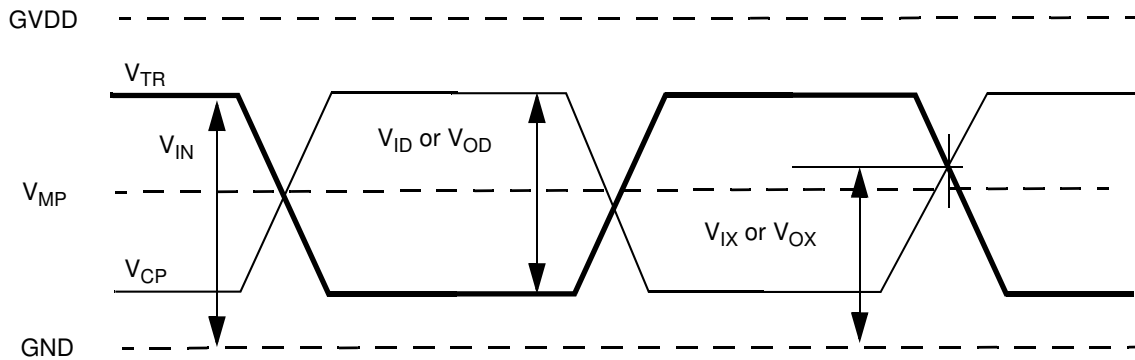 GVDD
V_TR
V_IN
V_ID or V_OD
V_MP
V_IX or V_OX
V_CP
GND